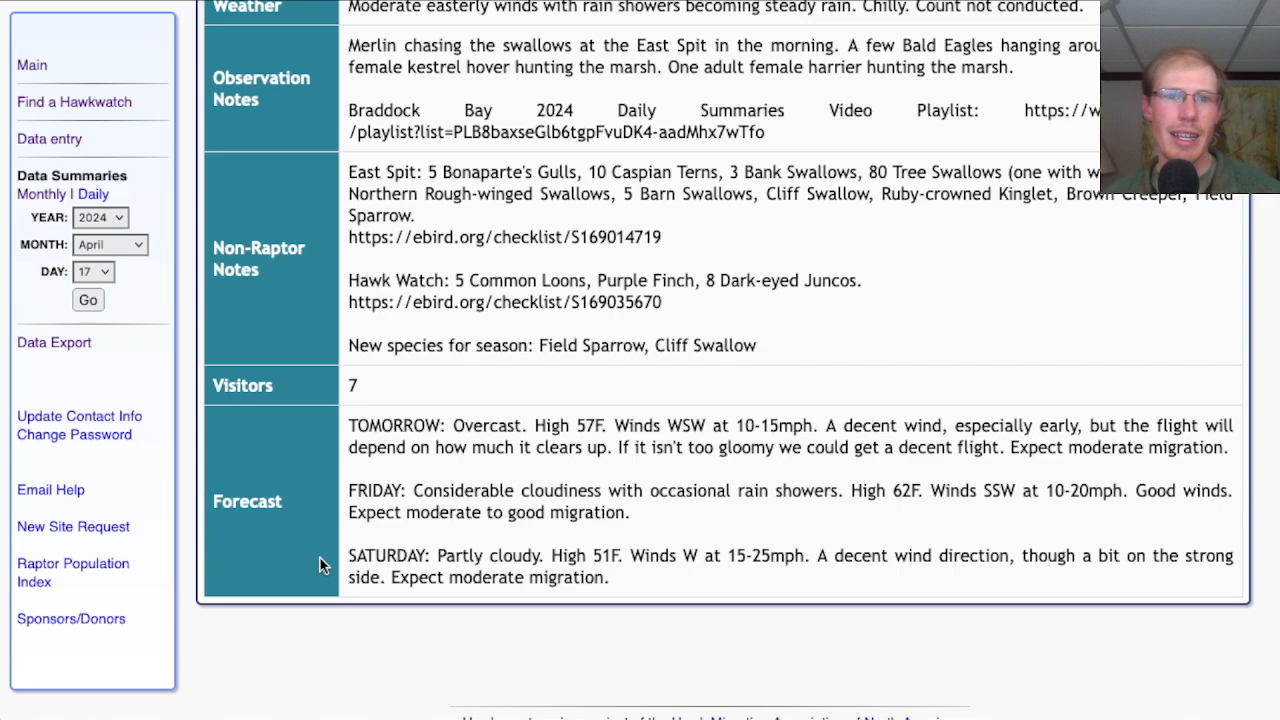 Main
Find a Hawkwatch
Data entry
Data Summaries
Monthly | Daily
YEAR: 2024
MONTH: April
DAY: 17
Go
Data Export
Update Contact Info
Change Password
Email Help
New Site Request
Raptor Population
Index
Sponsors/Donors
Weather
Moderate easterly winds with rain showers becoming steady rain. Chilly. Count not conducted.
Observation
Notes
Merlin chasing the swallows at the East Spit in the morning. A few Bald Eagles hanging
female kestrel hover hunting the marsh. One adult female harrier hunting the marsh.
Braddock Bay 2024 Daily Summaries Video Playlist:
/playlist?list=PLB8baxseGlb6tgpFvuDK4-aadMhx7wTfo
Non-Raptor
Notes
East Spit: 5 Bonaparte's Gulls, 10 Caspian Terns, 3 Bank Swallows, 80 Tree Swallows (one with
Northern Rough-winged Swallows, 5 Barn Swallows, Cliff Swallow, Ruby-crowned Kinglet, Brown Creeper, Field
Sparrow.
https://ebird.org/checklist/S169014719
Hawk Watch: 5 Common Loons, Purple Finch, 8 Dark-eyed Juncos.
https://ebird.org/checklist/S169035670
New species for season: Field Sparrow, Cliff Swallow
Visitors
7
Forecast
TOMORROW: Overcast. High 57F. Winds WSW at 10-15mph. A decent wind, especially early, but the flight will
depend on how much it clears up. If it isn't too gloomy we could get a decent flight. Expect moderate migration.
FRIDAY: Considerable cloudiness with occasional rain showers. High 62F. Winds SSW at 10-20mph. Good winds.
Expect moderate to good migration.
SATURDAY: Partly cloudy. High 51F. Winds W at 15-25mph. A decent wind direction, though a bit on the strong
side. Expect moderate migration.